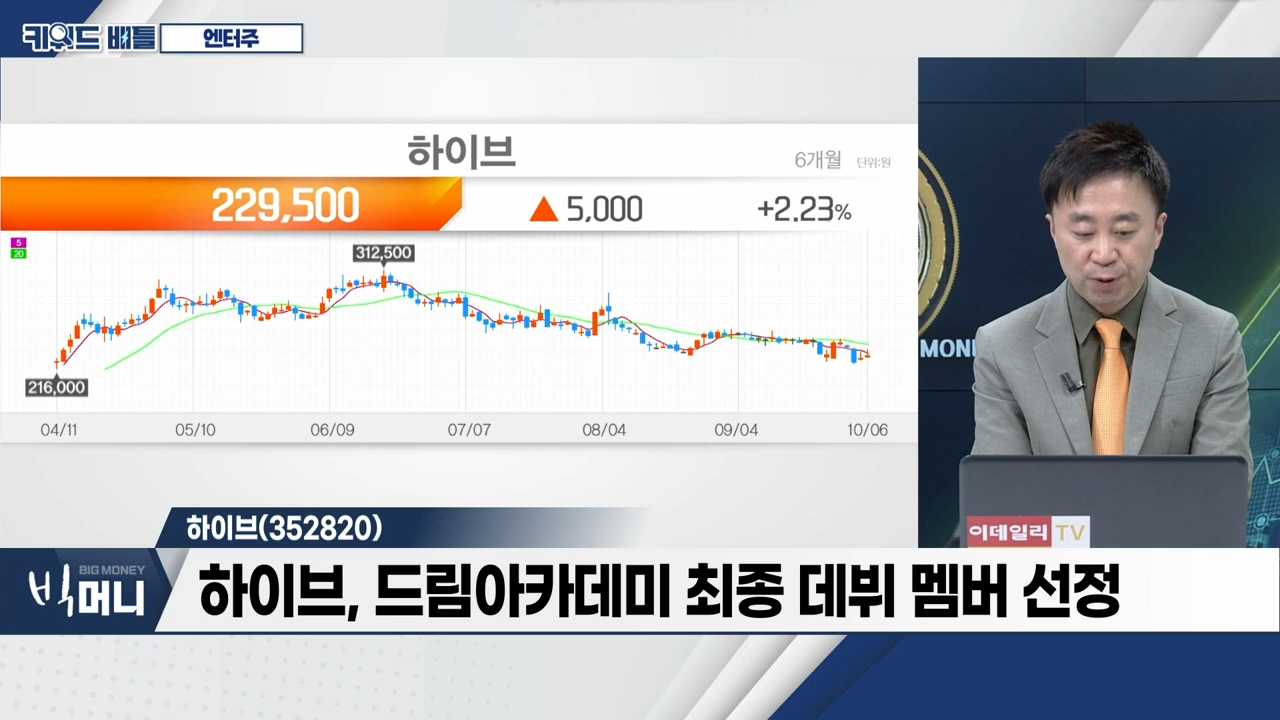 키워드 배틀
엔터주
하이브
6개월 단위:원
229,500 ▲ 5,000 +2.23%
5
20
312,500
216,000
04/11 05/10 06/09 07/07 08/04 09/04 10/06
MONE
이데일리 TV
하이브(352820)
BIG MONEY
빅머니
하이브, 드림아카데미 최종 데뷔 멤버 선정